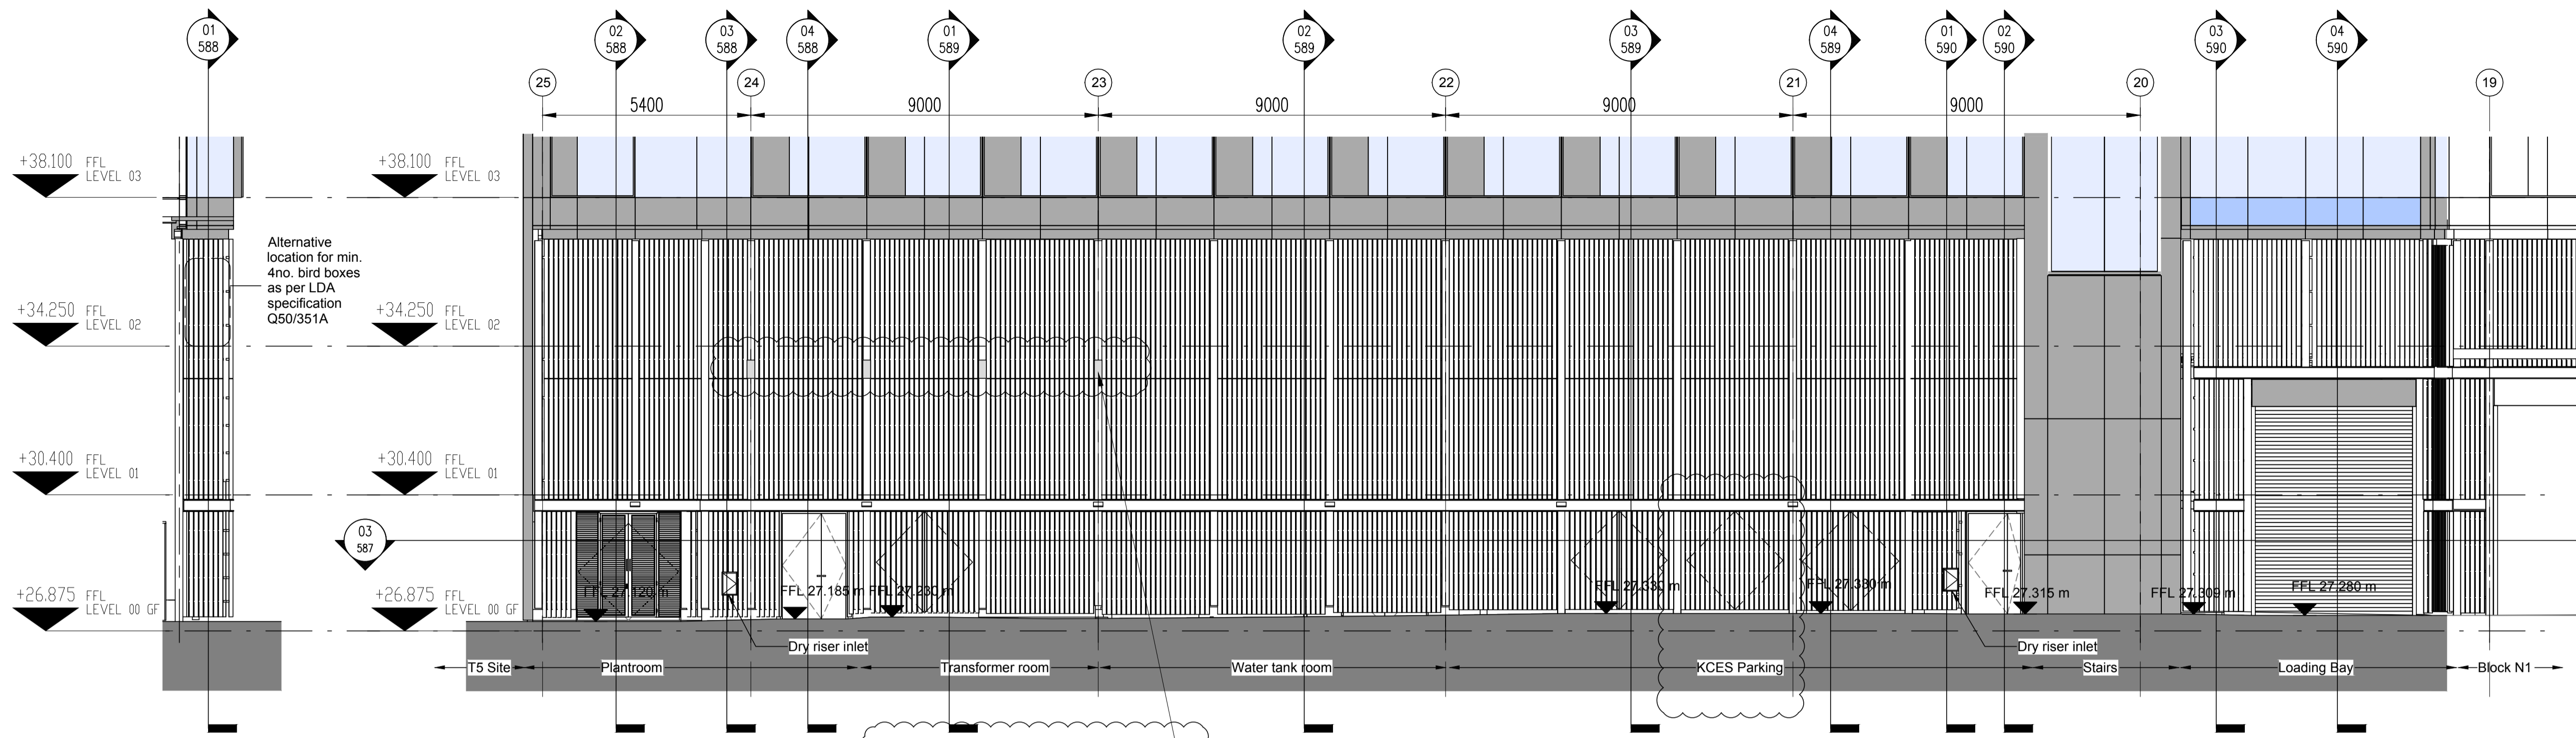 01
588
02
588
03
588
04
588
01
589
02
589
03
589
04
589
01
590
02
590
03
590
04
590
25
24
23
22
21
20
19
5400
9000
9000
9000
9000
+38.100 FFL
LEVEL 03
+38.100 FFL
LEVEL 03
Alternative
location for min.
4no. bird boxes
as per LDA
specification
Q50/351A
+34.250 FFL
LEVEL 02
+34.250 FFL
LEVEL 02
+30.400 FFL
LEVEL 01
+30.400 FFL
LEVEL 01
03
587
+26.875 FFL
LEVEL 00 GF
+26.875 FFL
LEVEL 00 GF
FFL 27.120 m
FFL 27.185 m
FFL 27.230 m
FFL 27.330 m
FFL 27.330 m
FFL 27.315 m
FFL 27.309 m
FFL 27.280 m
Dry riser inlet
Dry riser inlet
T5 Site
Plantroom
Transformer room
Water tank room
KCES Parking
Stairs
Loading Bay
Block N1